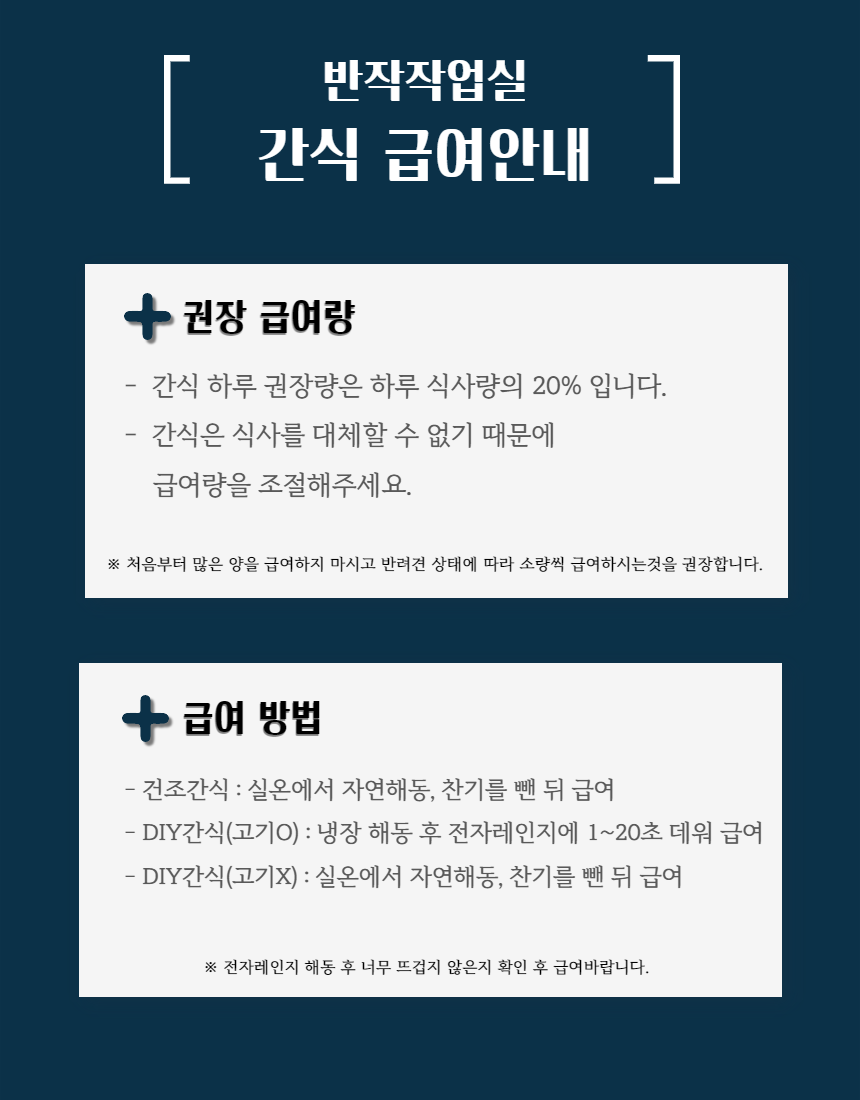 반작작업실
간식 급여안내
권장 급여량
- 간식 하루 권장량은 하루 식사량의 20% 입니다.
- 간식은 식사를 대체할 수 없기 때문에
급여량을 조절해주세요.
※ 처음부터 많은 양을 급여하지 마시고 반려견 상태에 따라 소량씩 급여하시는것을 권장합니다.
급여 방법
- 건조간식 : 실온에서 자연해동, 찬기를 뺀 뒤 급여
- DIY간식(고기O) : 냉장 해동 후 전자레인지에 1~20초 데워 급여
- DIY간식(고기X) : 실온에서 자연해동, 찬기를 뺀 뒤 급여
※ 전자레인지 해동 후 너무 뜨겁지 않은지 확인 후 급여바랍니다.